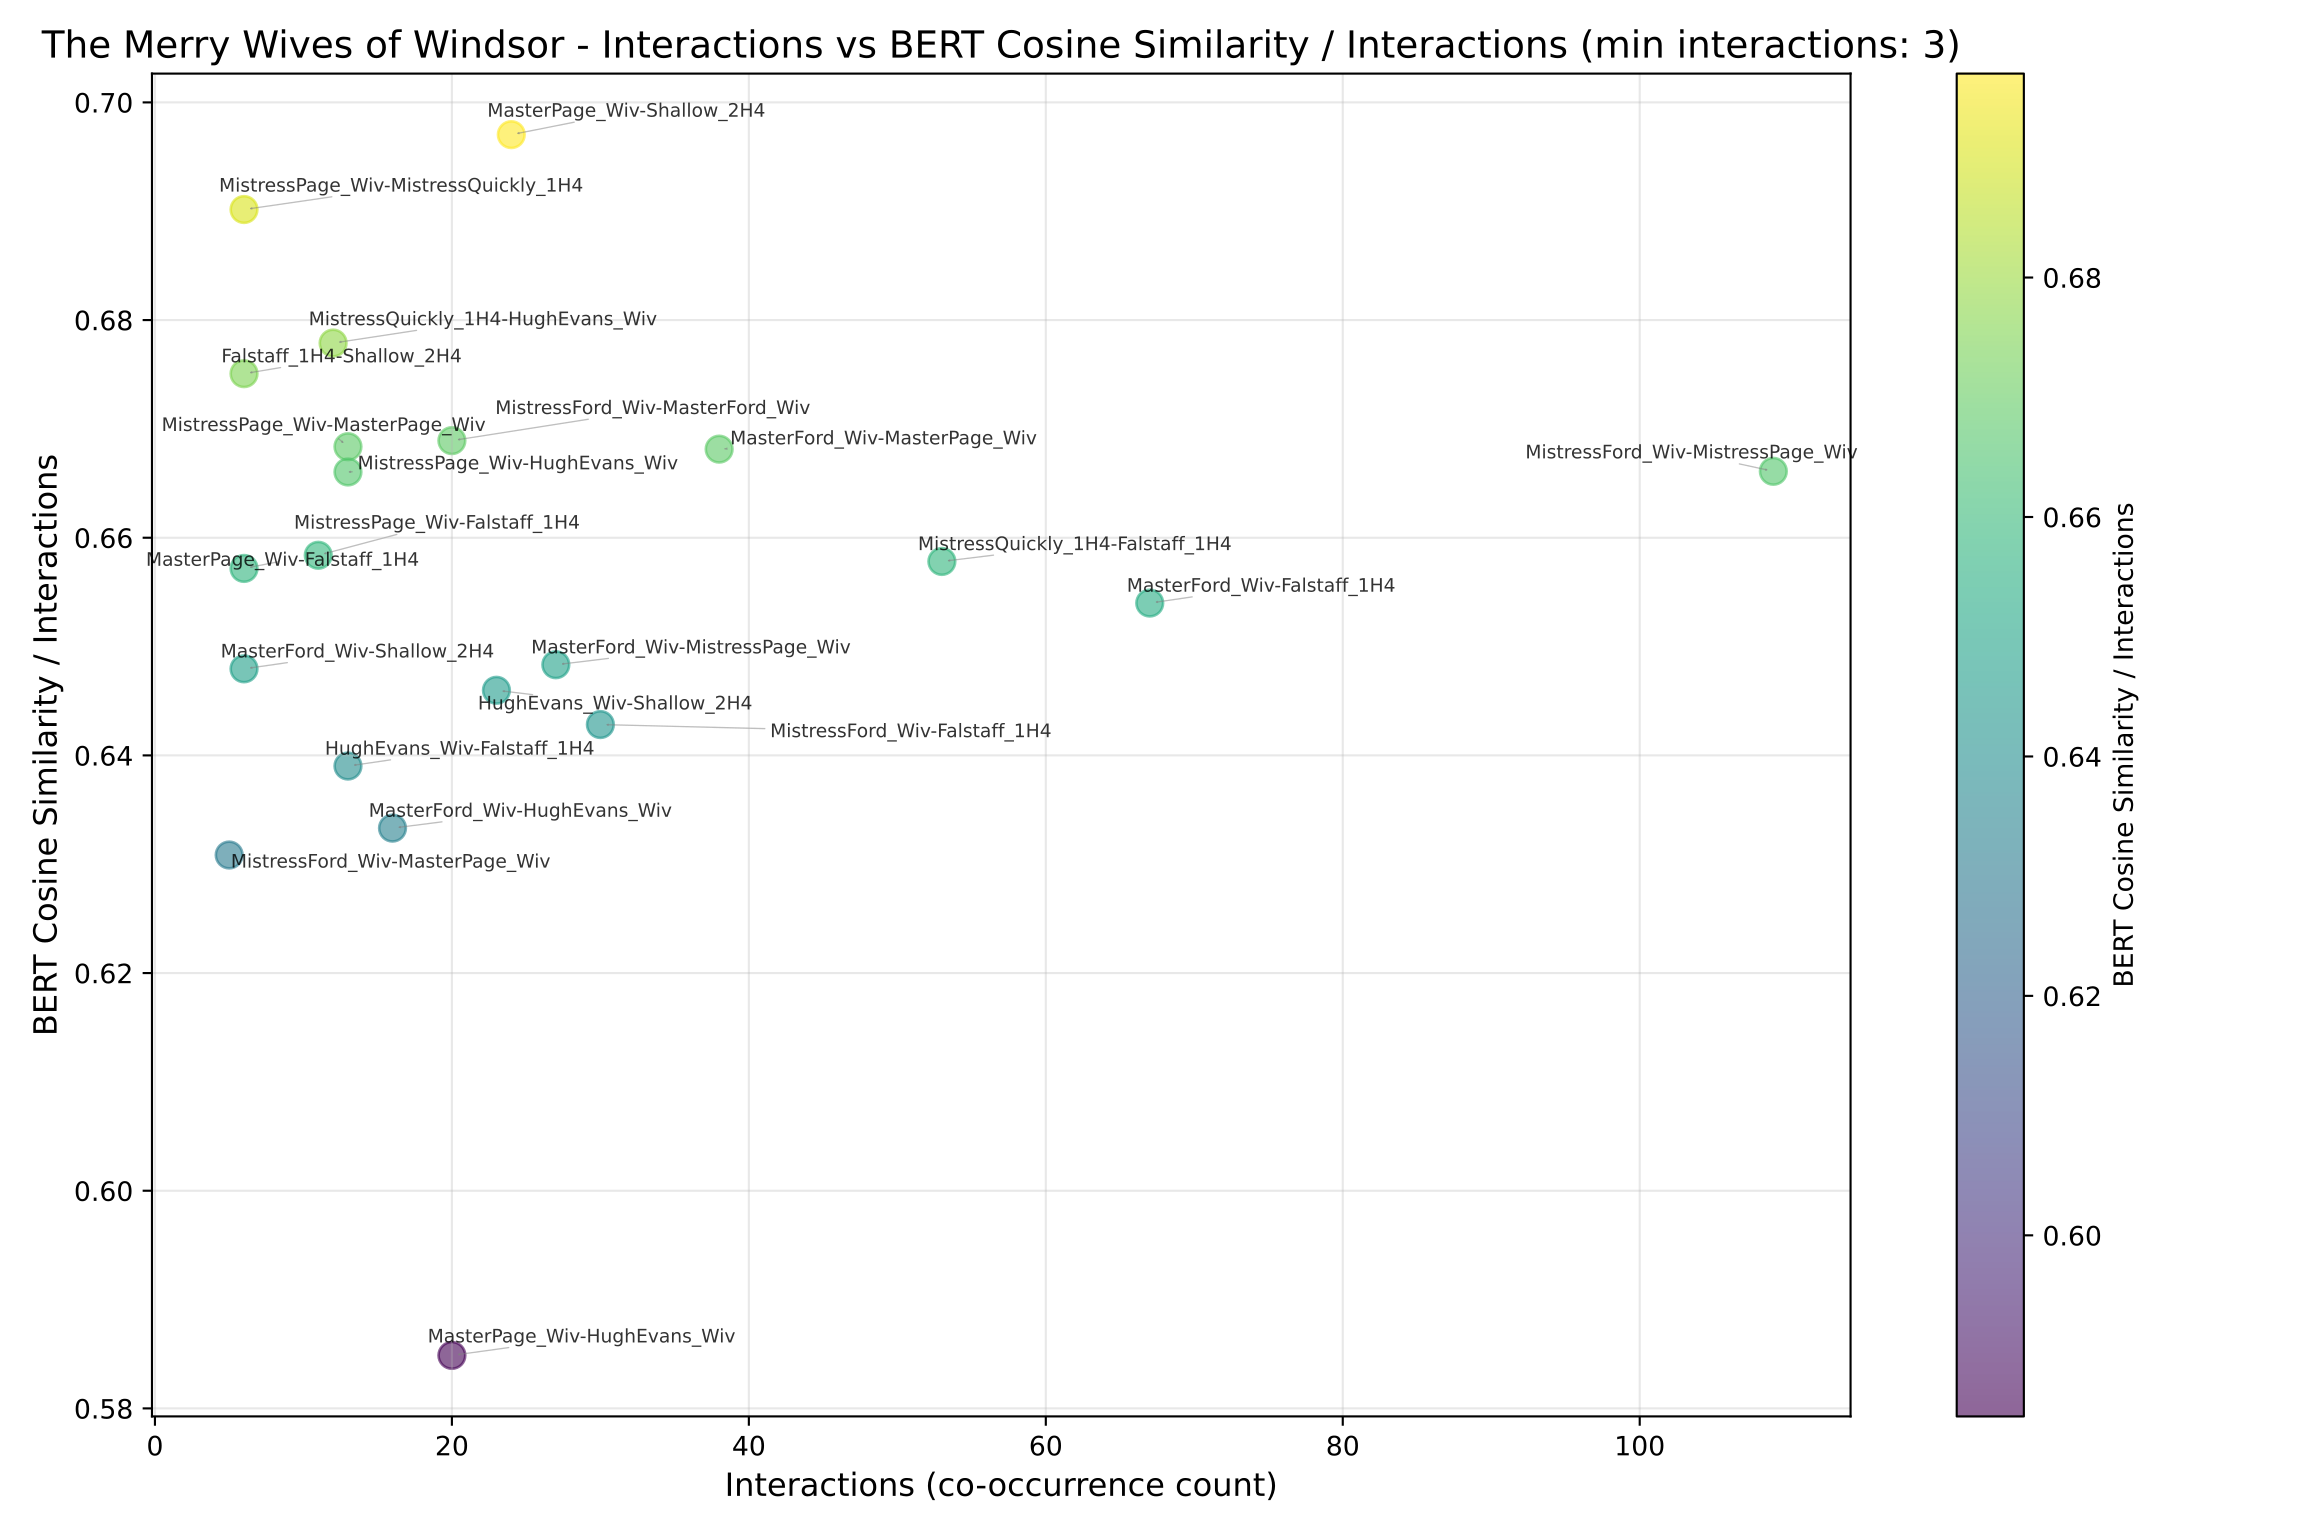 The Merry Wives of Windsor - Interactions vs BERT Cosine Similarity / Interactions (min interactions: 3)
BERT Cosine Similarity / Interactions
0.70
0.68
0.66
0.64
0.62
0.60
0.58
MasterPage_Wiv-Shallow_2H4
MistressPage_Wiv-MistressQuickly_1H4
MistressQuickly_1H4-HughEvans_Wiv
Falstaff_1H4-Shallow_2H4
MistressFord_Wiv-MasterFord_Wiv
MistressPage_Wiv-MasterPage_Wiv
MasterFord_Wiv-MasterPage_Wiv
MistressFord_Wiv-MistressPage_Wiv
MistressPage_Wiv-HughEvans_Wiv
MistressPage_Wiv-Falstaff_1H4
MistressQuickly_1H4-Falstaff_1H4
MasterPage_Wiv-Falstaff_1H4
MasterFord_Wiv-Falstaff_1H4
MasterFord_Wiv-MistressPage_Wiv
MasterFord_Wiv-Shallow_2H4
HughEvans_Wiv-Shallow_2H4
MistressFord_Wiv-Falstaff_1H4
HughEvans_Wiv-Falstaff_1H4
MasterFord_Wiv-HughEvans_Wiv
MistressFord_Wiv-MasterPage_Wiv
MasterPage_Wiv-HughEvans_Wiv
0
20
40
60
80
100
Interactions (co-occurrence count)
0.68
0.66
0.64
0.62
0.60
BERT Cosine Similarity / Interactions